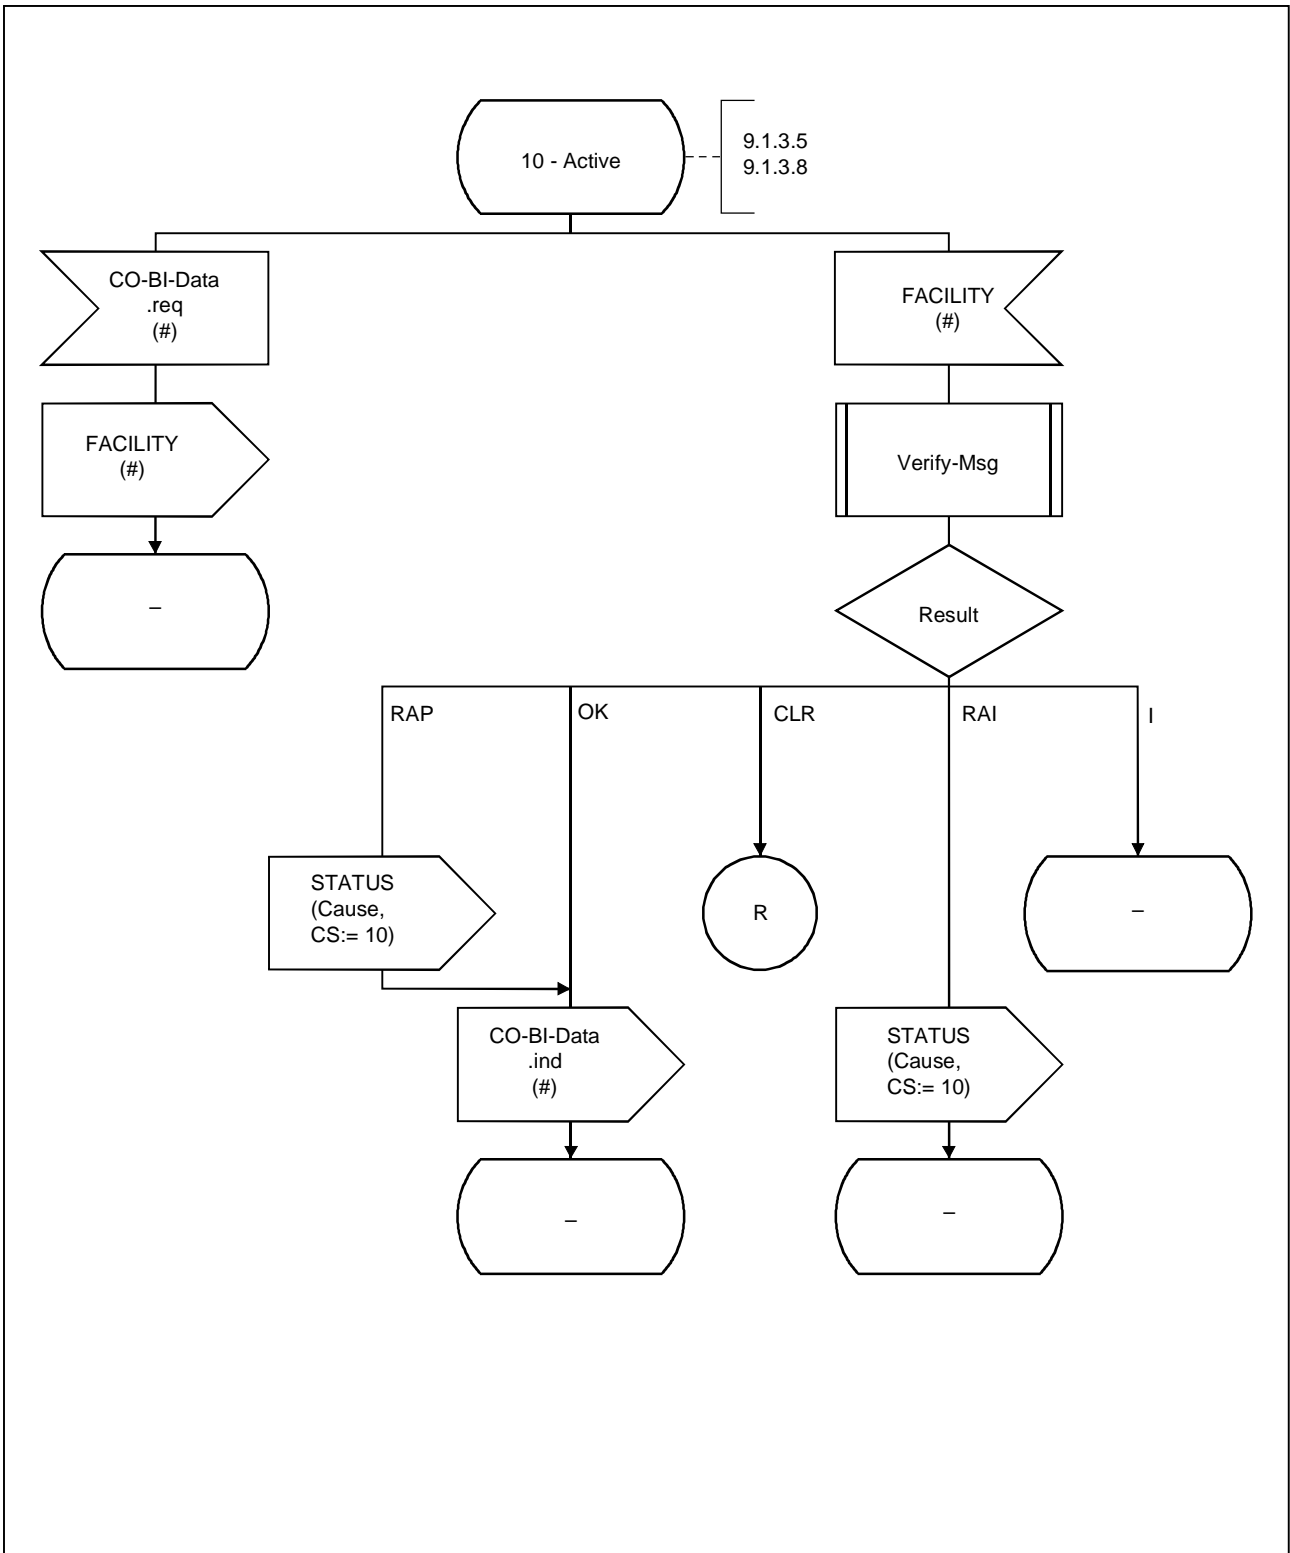 10 - Active
9.1.3.5
9.1.3.8
CO-BI-Data
.req
(#)
FACILITY
(#)
FACILITY
(#)
Verify-Msg
–
Result
RAP
OK
CLR
RAI
I
STATUS
(Cause,
CS:= 10)
R
–
CO-BI-Data
.ind
(#)
STATUS
(Cause,
CS:= 10)
–
–